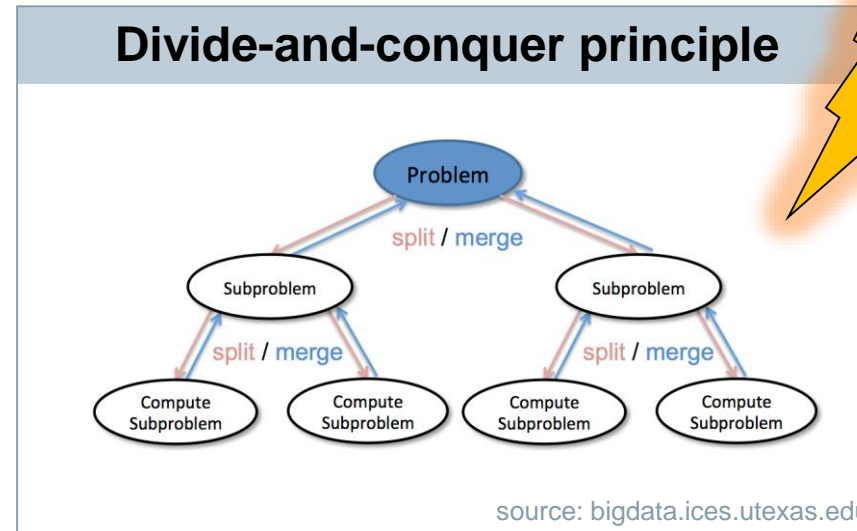 Divide-and-conquer principle
Problem
split / merge
Subproblem
Subproblem
split / merge
split / merge
Compute
Subproblem
Compute
Subproblem
Compute
Subproblem
Compute
Subproblem
source: bigdata.ices.utexas.edu